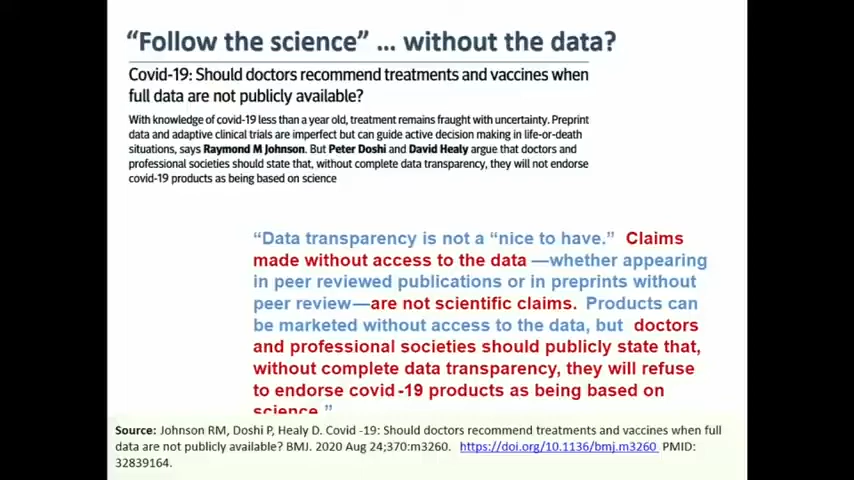 “Follow the science” ... without the data?
Covid-19: Should doctors recommend treatments and vaccines when
full data are not publicly available?
With knowledge of covid-19 less than a year old, treatment remains fraught with uncertainty. Preprint
data and adaptive clinical trials are imperfect but can guide active decision making in life-or-death
situations, says Raymond M Johnson. But Peter Doshi and David Healy argue that doctors and
professional societies should state that, without complete data transparency, they will not endorse
covid-19 products as being based on science
“Data transparency is not a “nice to have.” Claims
made without access to the data —whether appearing
in peer reviewed publications or in preprints without
peer review—are not scientific claims. Products can
be marketed without access to the data, but doctors
and professional societies should publicly state that,
without complete data transparency, they will refuse
to endorse covid-19 products as being based on
science.”
Source: Johnson RM, Doshi P, Healy D. Covid -19: Should doctors recommend treatments and vaccines when full
data are not publicly available? BMJ. 2020 Aug 24;370:m3260. https://doi.org/10.1136/bmj.m3260 PMID:
32839164.